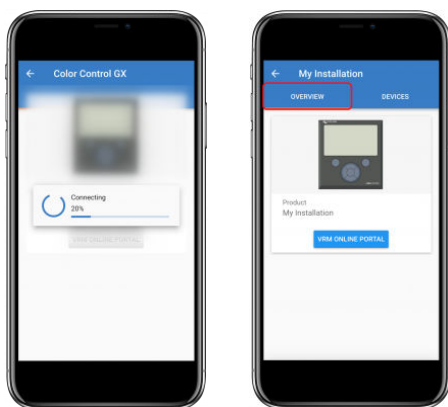 Color Control GX
Connecting
28%
VRM ONLINE PORTAL
My Installation
OVERVIEW
DEVICES
Product
My Installation
VRM ONLINE PORTAL